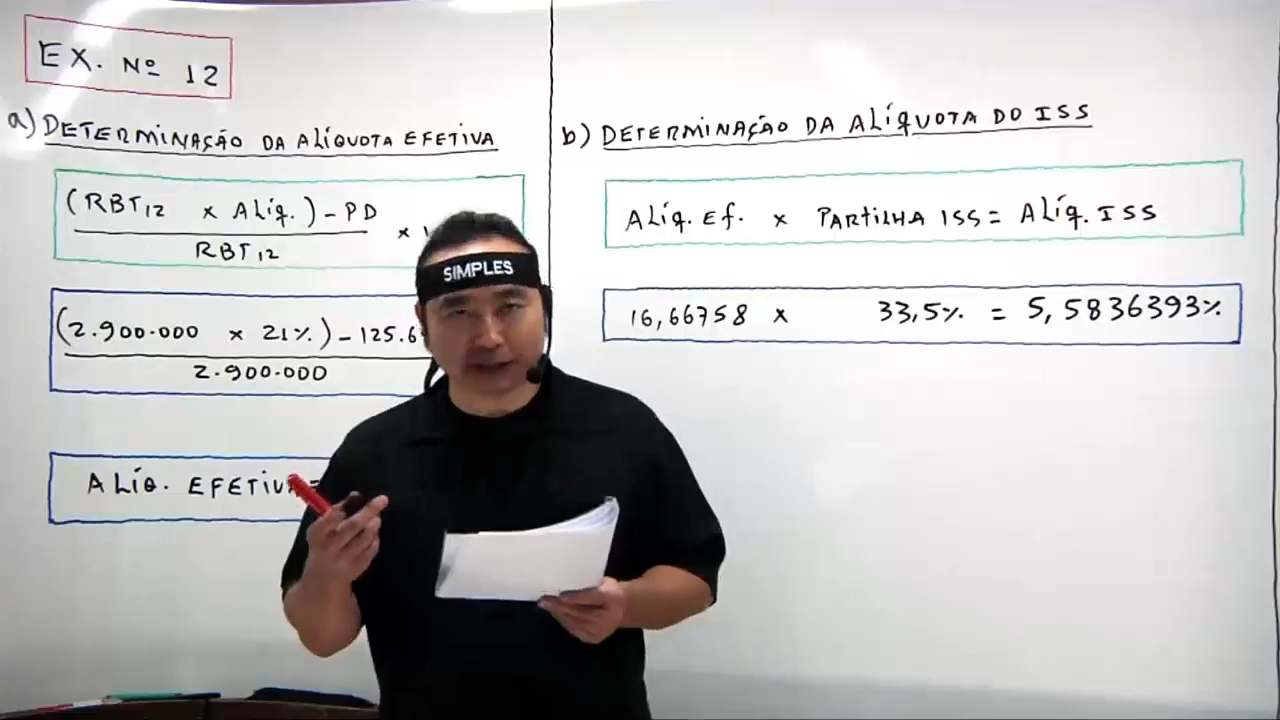 EX. Nº 12
a) DETERMINAÇÃO DA ALÍQUOTA EFETIVA
(RBT12 x ALÍQ.) - PD
x
RBT12
(2.900.000 x 21%) - 125.6
2.900.000
ALÍQ. EFETIVA =
b) DETERMINAÇÃO DA ALÍQUOTA DO ISS
ALÍQ. EF. x PARTILHA ISS = ALÍQ. ISS
16,66758 x 33,5% = 5,5836393%
SIMPLES